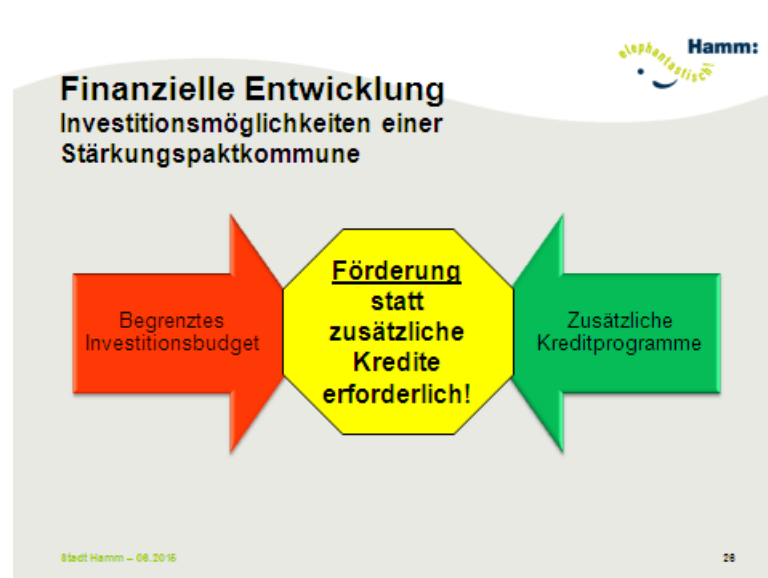 elephantastisch!
Hamm:
Finanzielle Entwicklung
Investitionsmöglichkeiten einer
Stärkungspaktkommune
Begrenztes
Investitionsbudget
Förderung
statt
zusätzliche
Kredite
erforderlich!
Zusätzliche
Kreditprogramme
Stadt Hamm – 06.2015
26